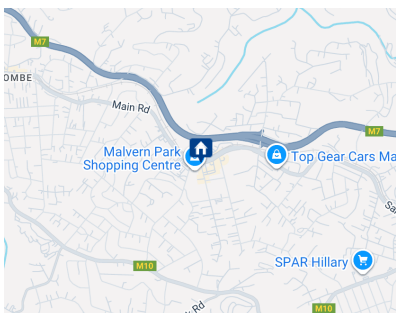 M7
OMBE
Main Rd
M7
Malvern Park
Shopping Centre
Top Gear Cars Ma
Sa
SPAR Hillary
M10
M10
Rd